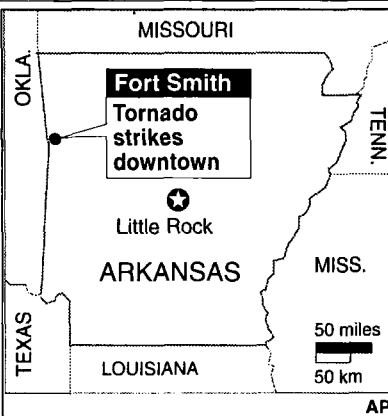 MISSOURI
OKLA.
Fort Smith
Tornado
strikes
downtown
TENN.
Little Rock
ARKANSAS
MISS.
TEXAS
LOUISIANA
50 miles
50 km
AP